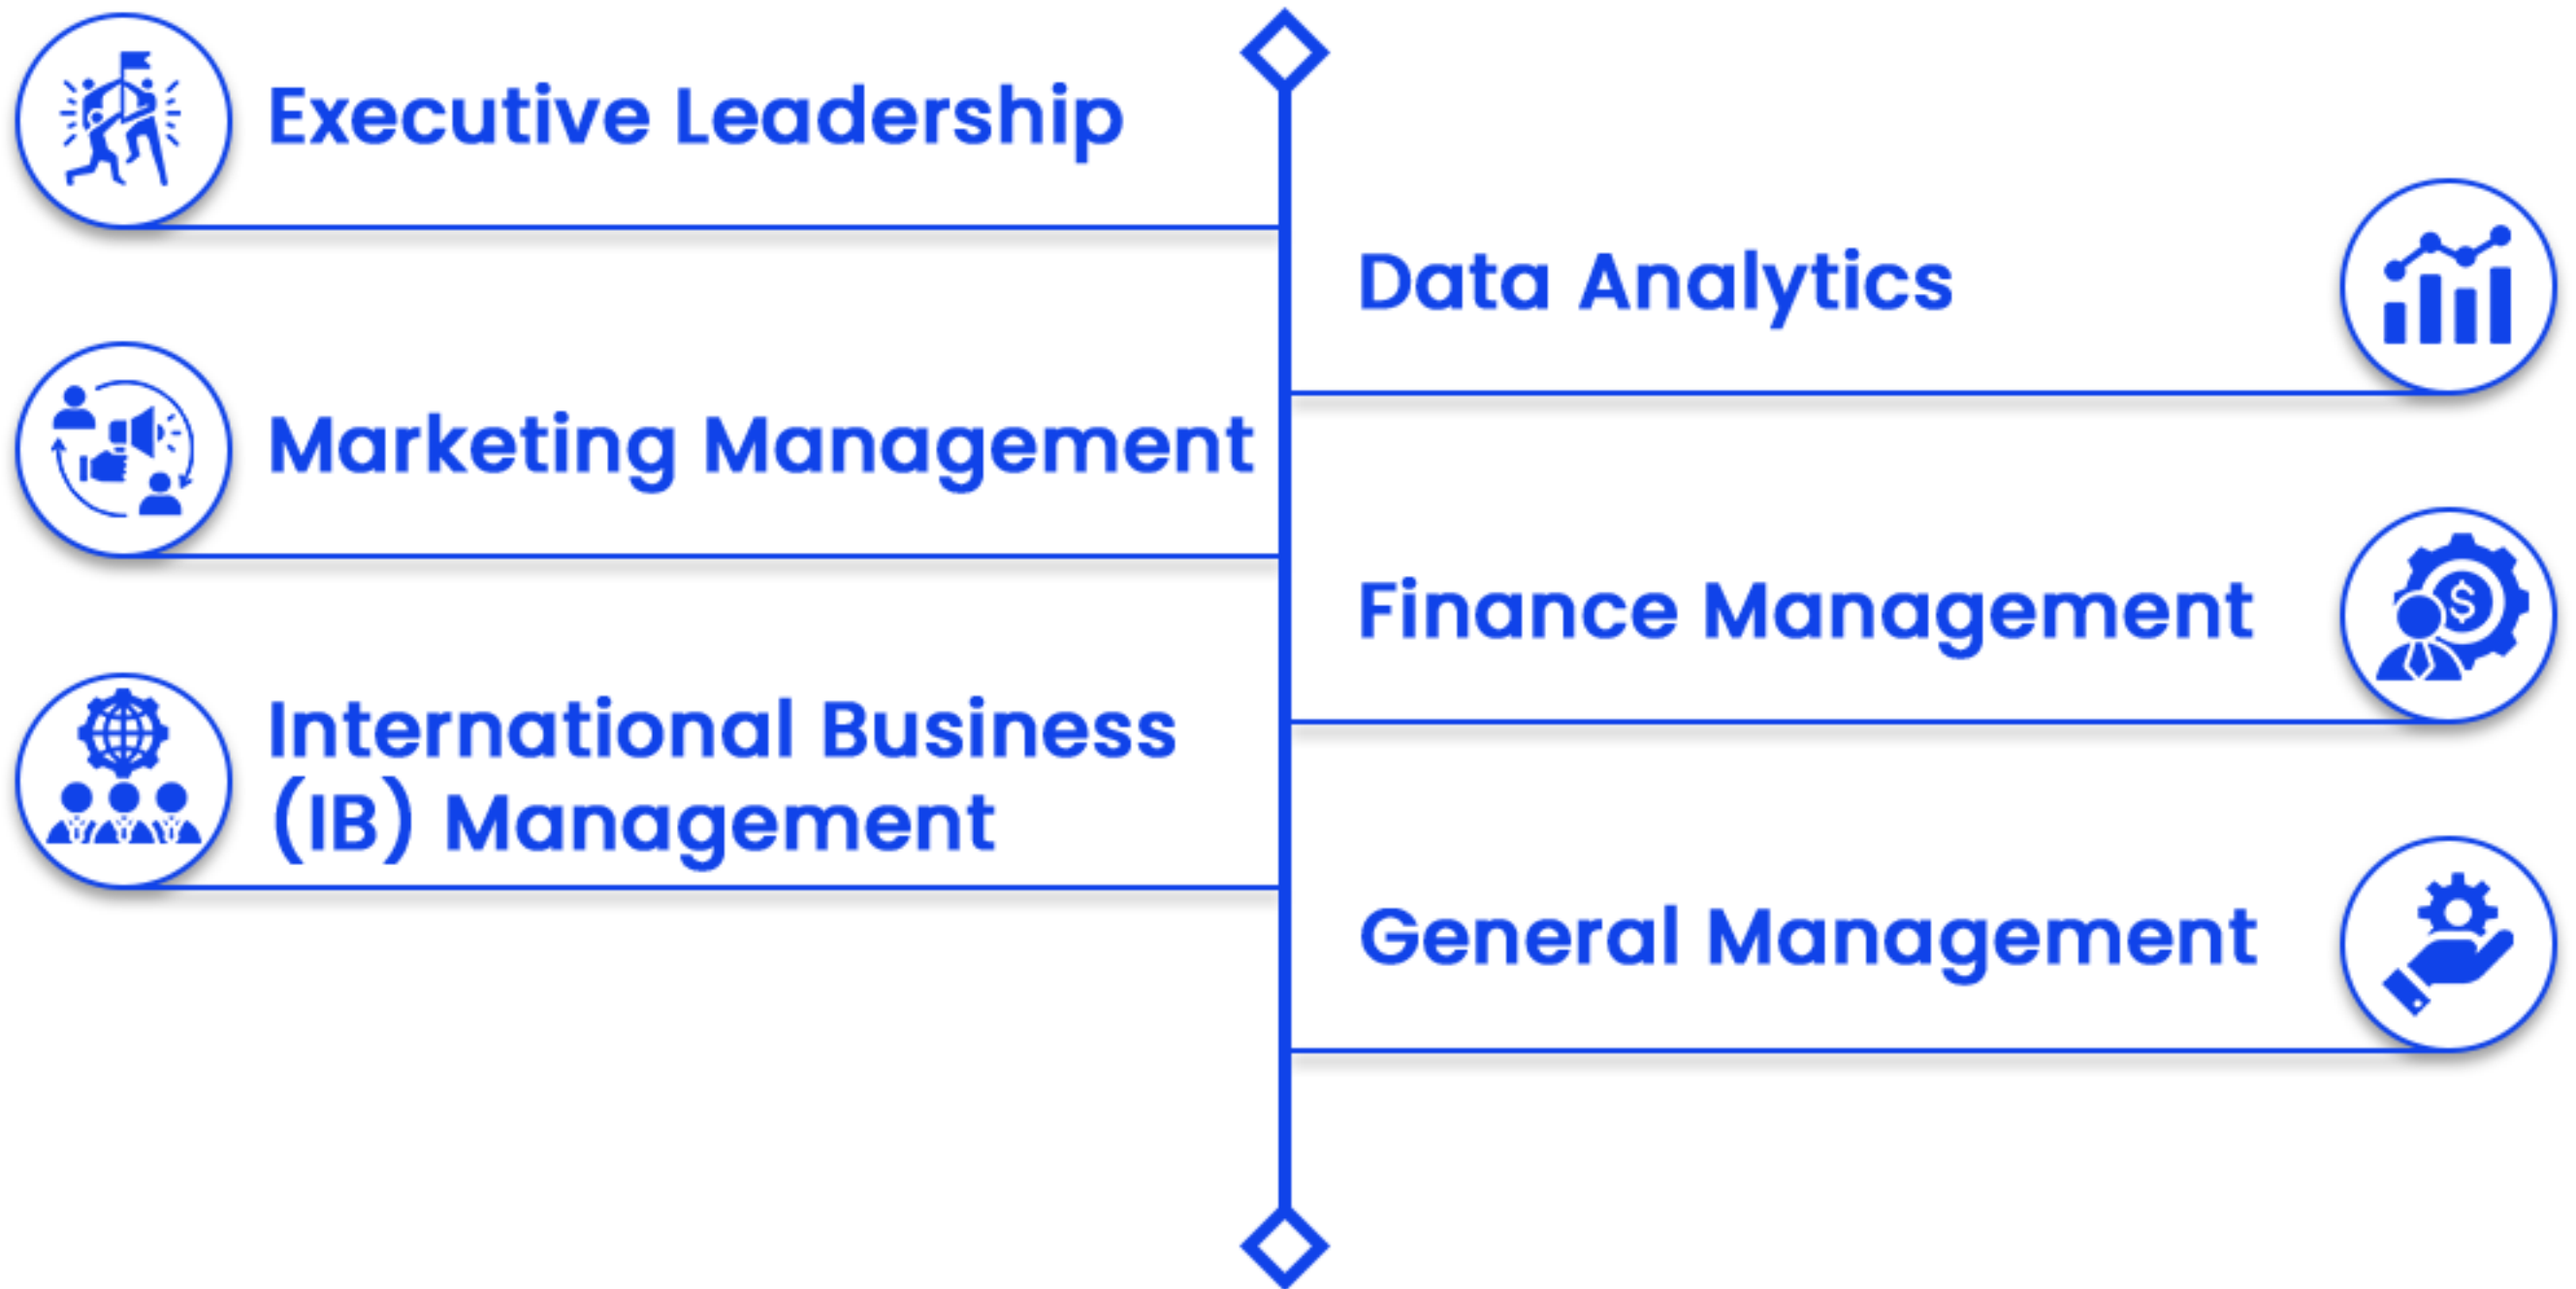 Executive Leadership
Data Analytics
Marketing Management
Finance Management
International Business
(IB) Management
General Management